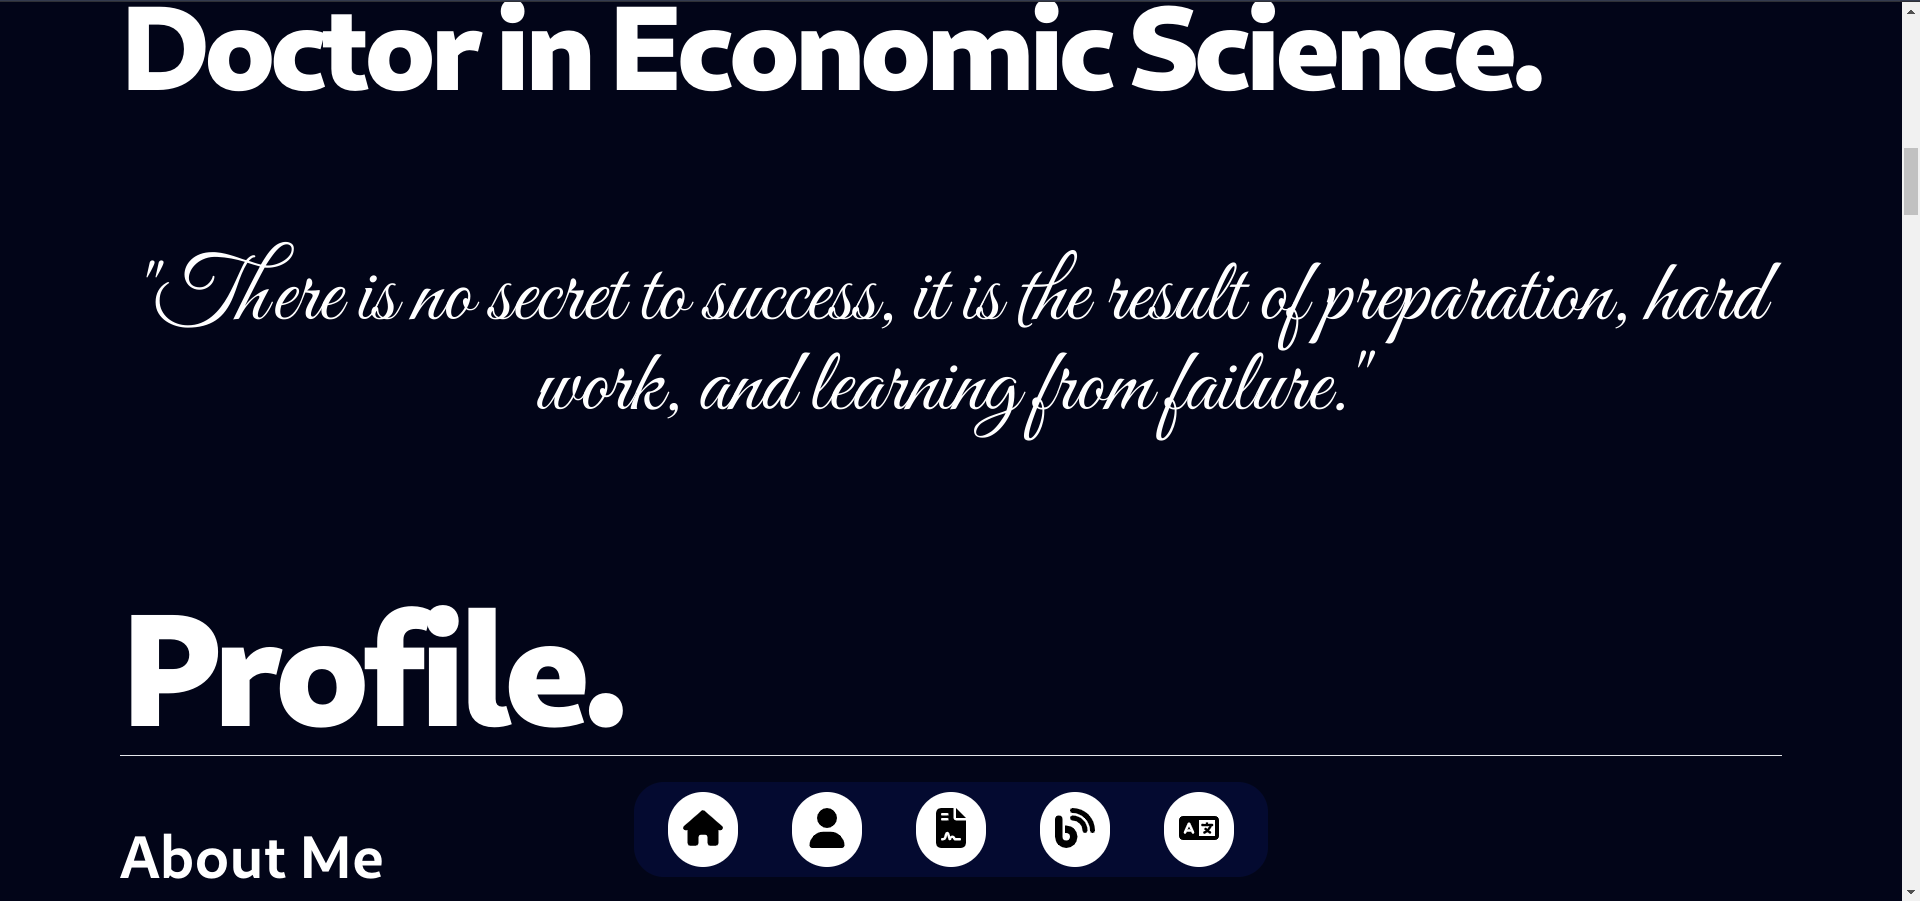 Doctor in Economic Science.
"There is no secret to success, it is the result of preparation, hard
work, and learning from failure."
Profile.
About Me
A 文